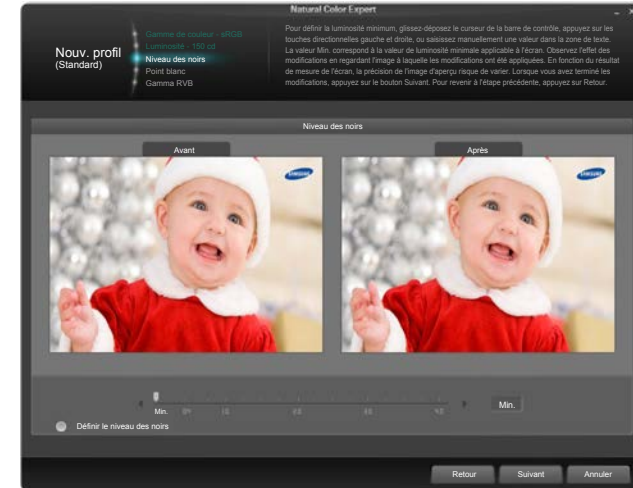 Natural Color Expert
Nouv. profil
(Standard)
Gamme de couleur - sRGB
Luminosité - 150 cd
Niveau des noirs
Point blanc
Gamma RVB
Pour définir la luminosité minimum, glissez-déposez le curseur de la barre de contrôle, appuyez sur les
touches directionnelles gauche et droite, ou saisissez manuellement une valeur dans la zone de texte.
La valeur Min. correspond à la valeur de luminosité minimale applicable à l'écran. Observez l'effet des
modifications en regardant l'image à laquelle les modifications ont été appliquées. En fonction du résultat
de mesure de l'écran, la précision de l'image d'aperçu risque de varier. Lorsque vous avez terminé les
modifications, appuyez sur le bouton Suivant. Pour revenir à l'étape précédente, appuyez sur Retour.
Niveau des noirs
Avant
Après
SAMSUNG
SAMSUNG
Min.
Min.
Définir le niveau des noirs
Retour
Suivant
Annuler